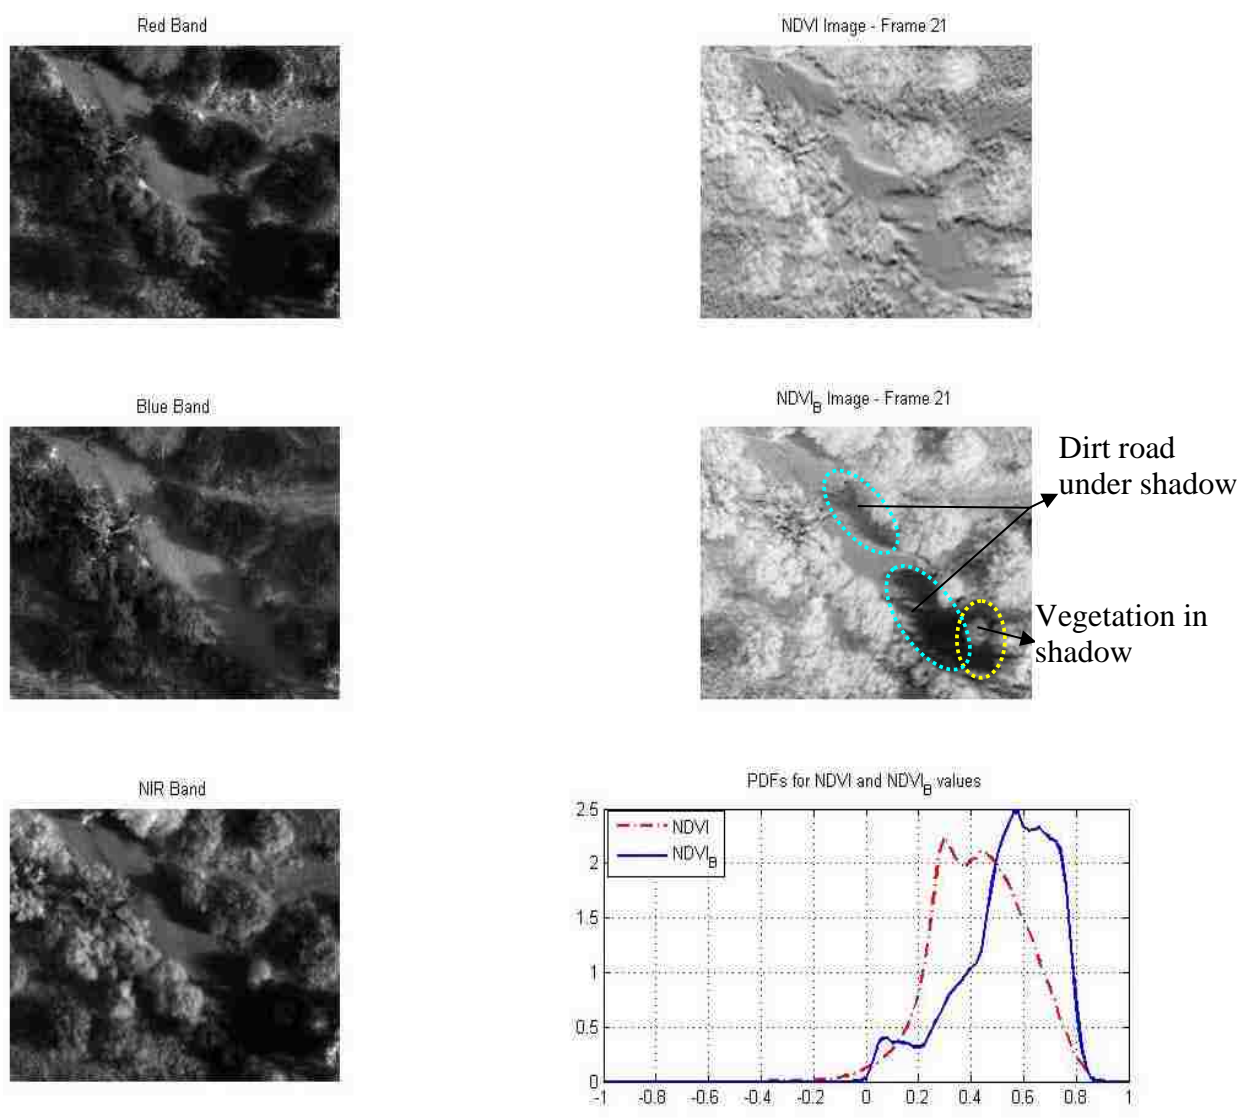 Red Band
NDVI Image - Frame 21
Blue Band
NDVI_B Image - Frame 21
Dirt road
under shadow
Vegetation in
shadow
NIR Band
PDFs for NDVI and NDVI_B values
NDVI
NDVI_B
2.5
2
1.5
1
0.5
0
-1 -0.8 -0.6 -0.4 -0.2 0 0.2 0.4 0.6 0.8 1